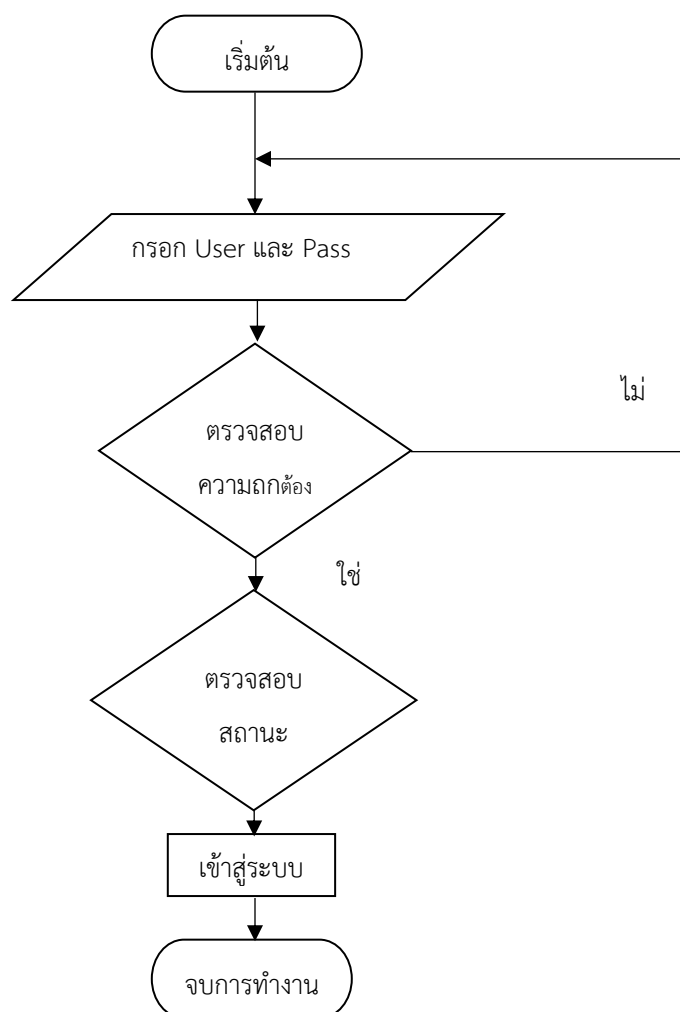 เริ่มต้น
กรอก User และ Pass
ตรวจสอบ
ความถกต้อง
ไม่
ใช่
ตรวจสอบ
สถานะ
เข้าสู่ระบบ
จบการทำงาน